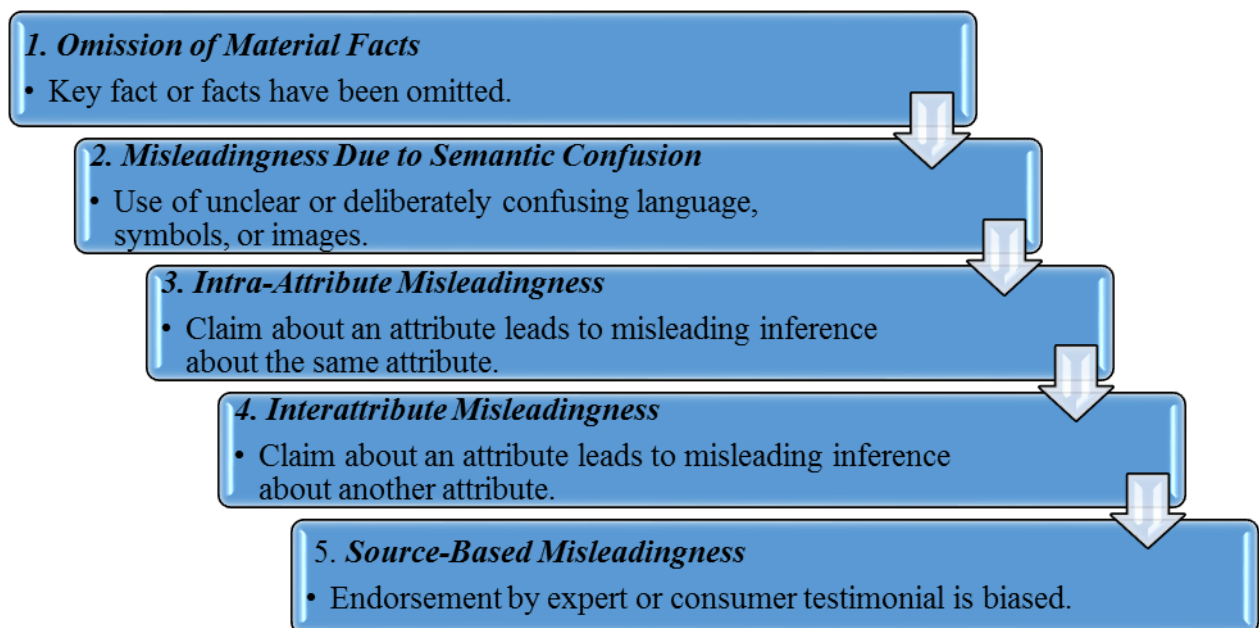 1. Omission of Material Facts
• Key fact or facts have been omitted.
2. Misleadingness Due to Semantic Confusion
• Use of unclear or deliberately confusing language,
symbols, or images.
3. Intra-Attribute Misleadingness
• Claim about an attribute leads to misleading inference
about the same attribute.
4. Interattribute Misleadingness
• Claim about an attribute leads to misleading inference
about another attribute.
5. Source-Based Misleadingness
• Endorsement by expert or consumer testimonial is biased.